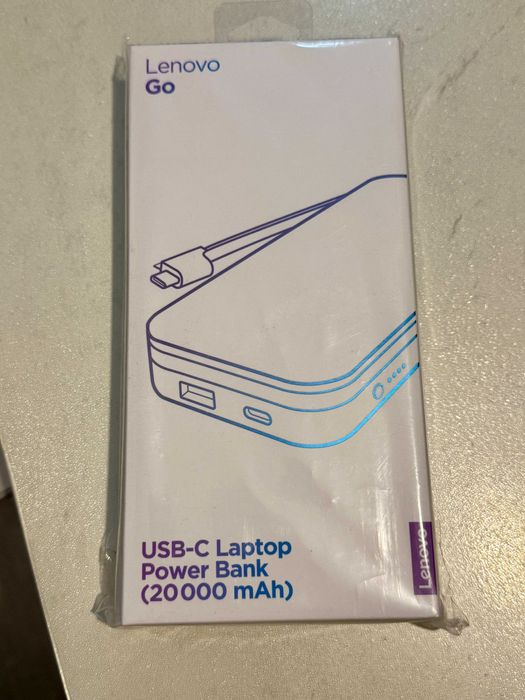 Lenovo
Go
USB-C Laptop
Power Bank
(20000 mAh)
Lenovo